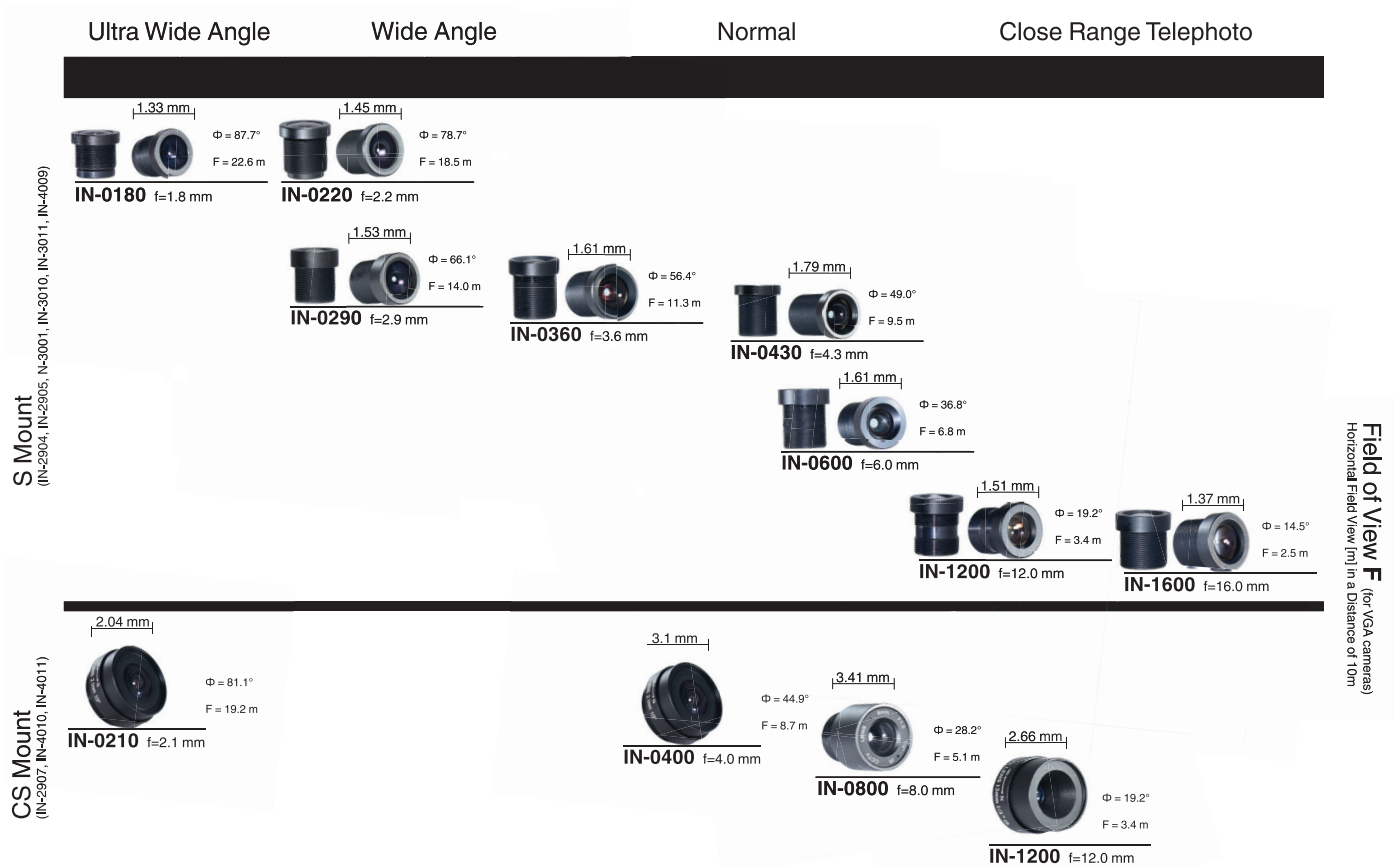 Ultra Wide Angle
Wide Angle
Normal
Close Range Telephoto
S Mount
(IN-2904, IN-2905, N-3001, IN-3010, IN-3011, IN-4009)
1.33 mm
Φ = 87.7°
F = 22.6 m
IN-0180 f=1.8 mm
1.45 mm
Φ = 78.7°
F = 18.5 m
IN-0220 f=2.2 mm
1.53 mm
Φ = 66.1°
F = 14.0 m
IN-0290 f=2.9 mm
1.61 mm
Φ = 56.4°
F = 11.3 m
IN-0360 f=3.6 mm
1.79 mm
Φ = 49.0°
F = 9.5 m
IN-0430 f=4.3 mm
1.61 mm
Φ = 36.8°
F = 6.8 m
IN-0600 f=6.0 mm
1.51 mm
Φ = 19.2°
F = 3.4 m
IN-1200 f=12.0 mm
1.37 mm
Φ = 14.5°
F = 2.5 m
IN-1600 f=16.0 mm
Field of View F (for VGA cameras)
Horizontal Field View [m] in a Distance of 10m
CS Mount
(IN-2907, IN-4010, IN-4011)
2.04 mm
Φ = 81.1°
F = 19.2 m
IN-0210 f=2.1 mm
3.1 mm
Φ = 44.9°
F = 8.7 m
IN-0400 f=4.0 mm
3.41 mm
Φ = 28.2°
F = 5.1 m
IN-0800 f=8.0 mm
2.66 mm
Φ = 19.2°
F = 3.4 m
IN-1200 f=12.0 mm